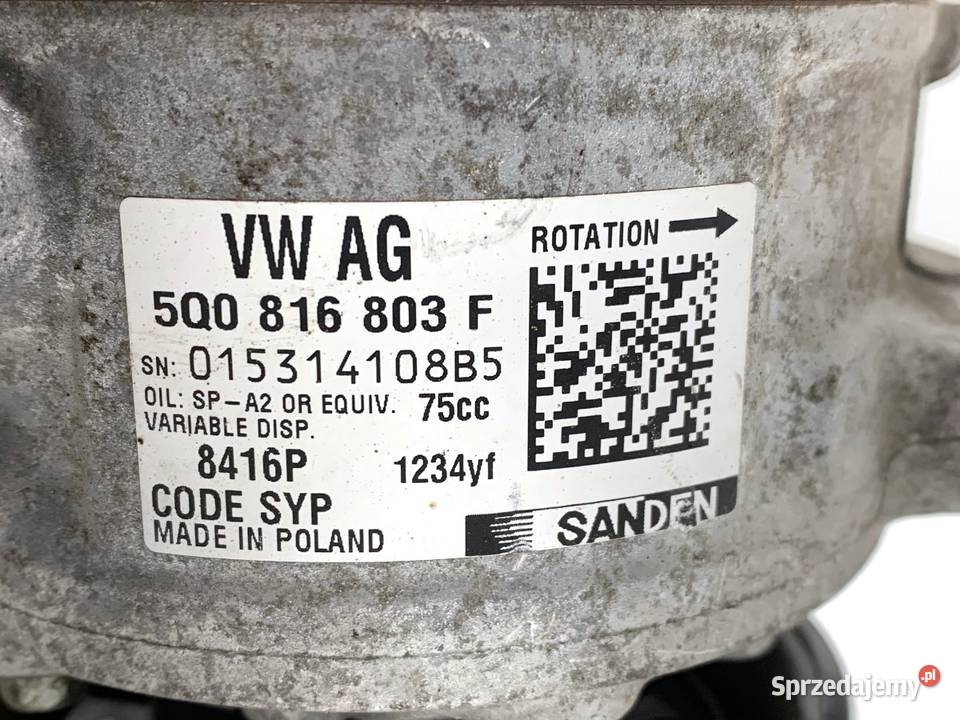 VW AG
5Q0 816 803 F
SN: 015314108B5
OIL: SP-A2 OR EQUIV. 75cc
VARIABLE DISP.
8416P 1234yf
CODE SYP
MADE IN POLAND
ROTATION
SANDEN
Sprzedajemy.pl